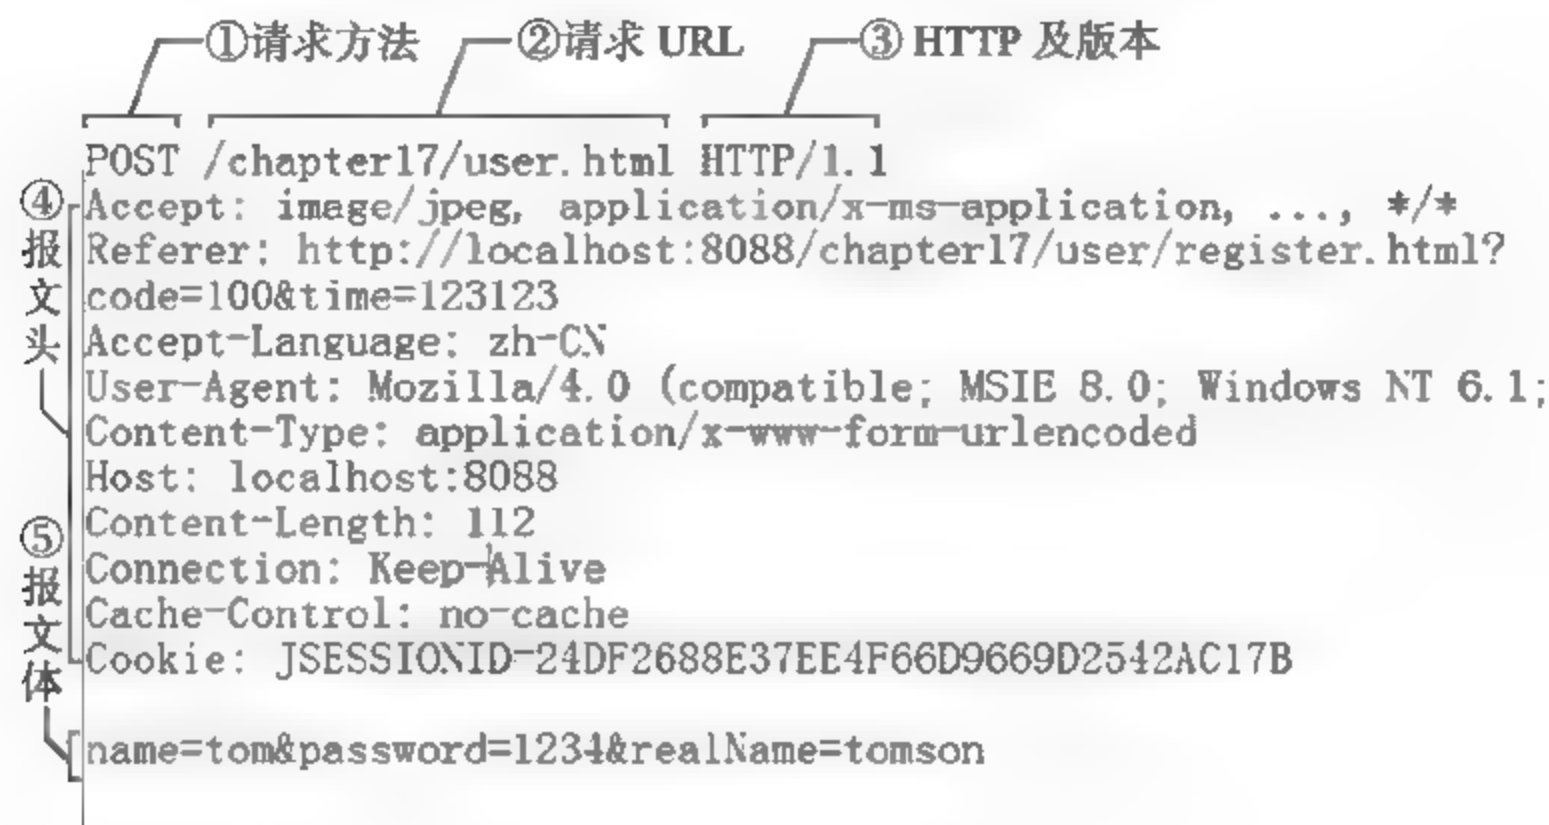 ①请求方法 ②请求 URL ③ HTTP 及版本
POST /chapter17/user.html HTTP/1.1
④报文头
Accept: image/jpeg, application/x-ms-application, ..., */*
Referer: http://localhost:8088/chapter17/user/register.html?
code=100&time=123123
Accept-Language: zh-CN
User-Agent: Mozilla/4.0 (compatible; MSIE 8.0; Windows NT 6.1;
Content-Type: application/x-www-form-urlencoded
Host: localhost:8088
Content-Length: 112
Connection: Keep-Alive
Cache-Control: no-cache
Cookie: JSESSIONID=24DF2688E37EE4F66D9669D2542AC17B
⑤报文体
name=tom&password=1234&realName=tomson